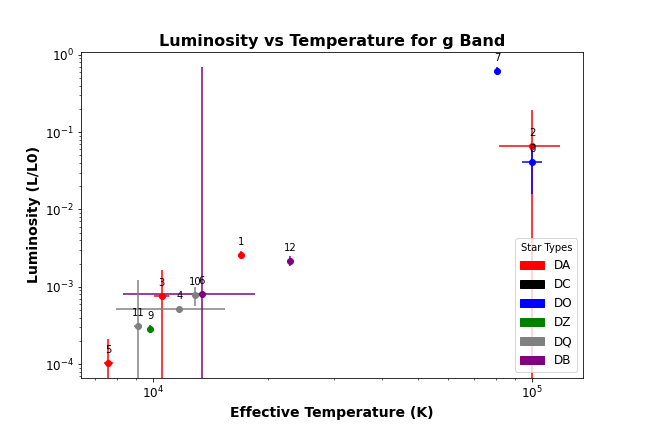 Luminosity vs Temperature for g Band
Luminosity (L/L0)
10⁰
10⁻¹
10⁻²
10⁻³
10⁻⁴
7
2
1
12
3
10
6
4
11
9
5
Star Types
DA
DC
DO
DZ
DQ
DB
10⁴
10⁵
Effective Temperature (K)